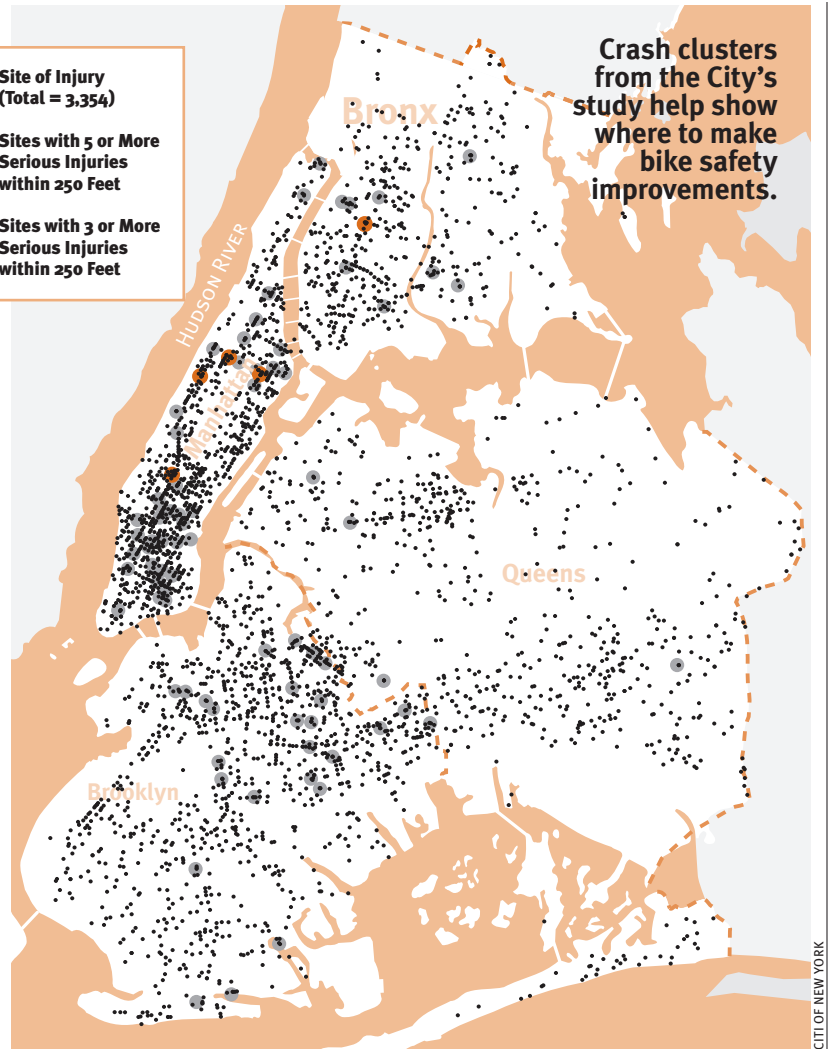 Site of Injury
(Total = 3,354)
Sites with 5 or More
Serious Injuries
within 250 Feet
Sites with 3 or More
Serious Injuries
within 250 Feet
Crash clusters
from the City's
study help show
where to make
bike safety
improvements.
Bronx
HUDSON RIVER
Manhattan
Queens
Brooklyn
CITI OF NEW YORK